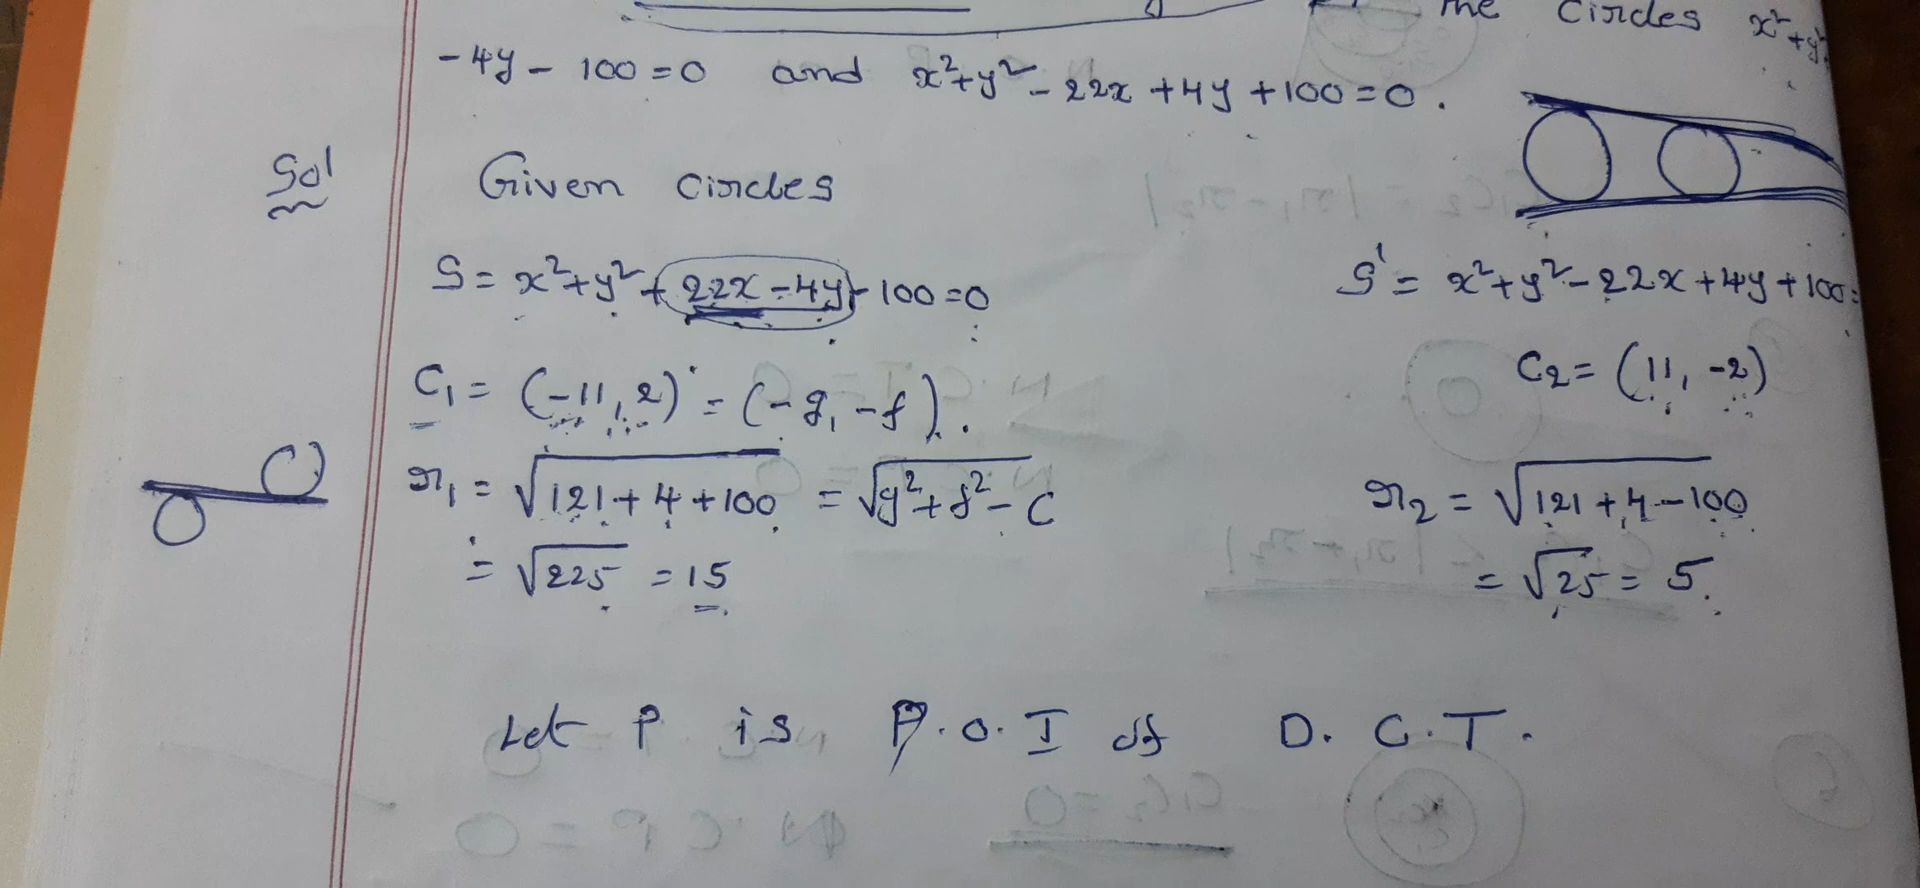 the circles x²+y²
-4y - 100 = 0 and x²+y² - 22x + 4y + 100 = 0.
Sol Given circles
S = x²+y² + 22x - 4y - 100 = 0 S' = x²+y² - 22x + 4y + 100 =
C₁ = (-11, 2) = (-g, -f). C₂ = (11, -2)
r₁ = √121+4+100 = √g²+f²-C r₂ = √121+4-100
= √225 = 15 = √25 = 5.
Let P is P.O.I of D.C.T.